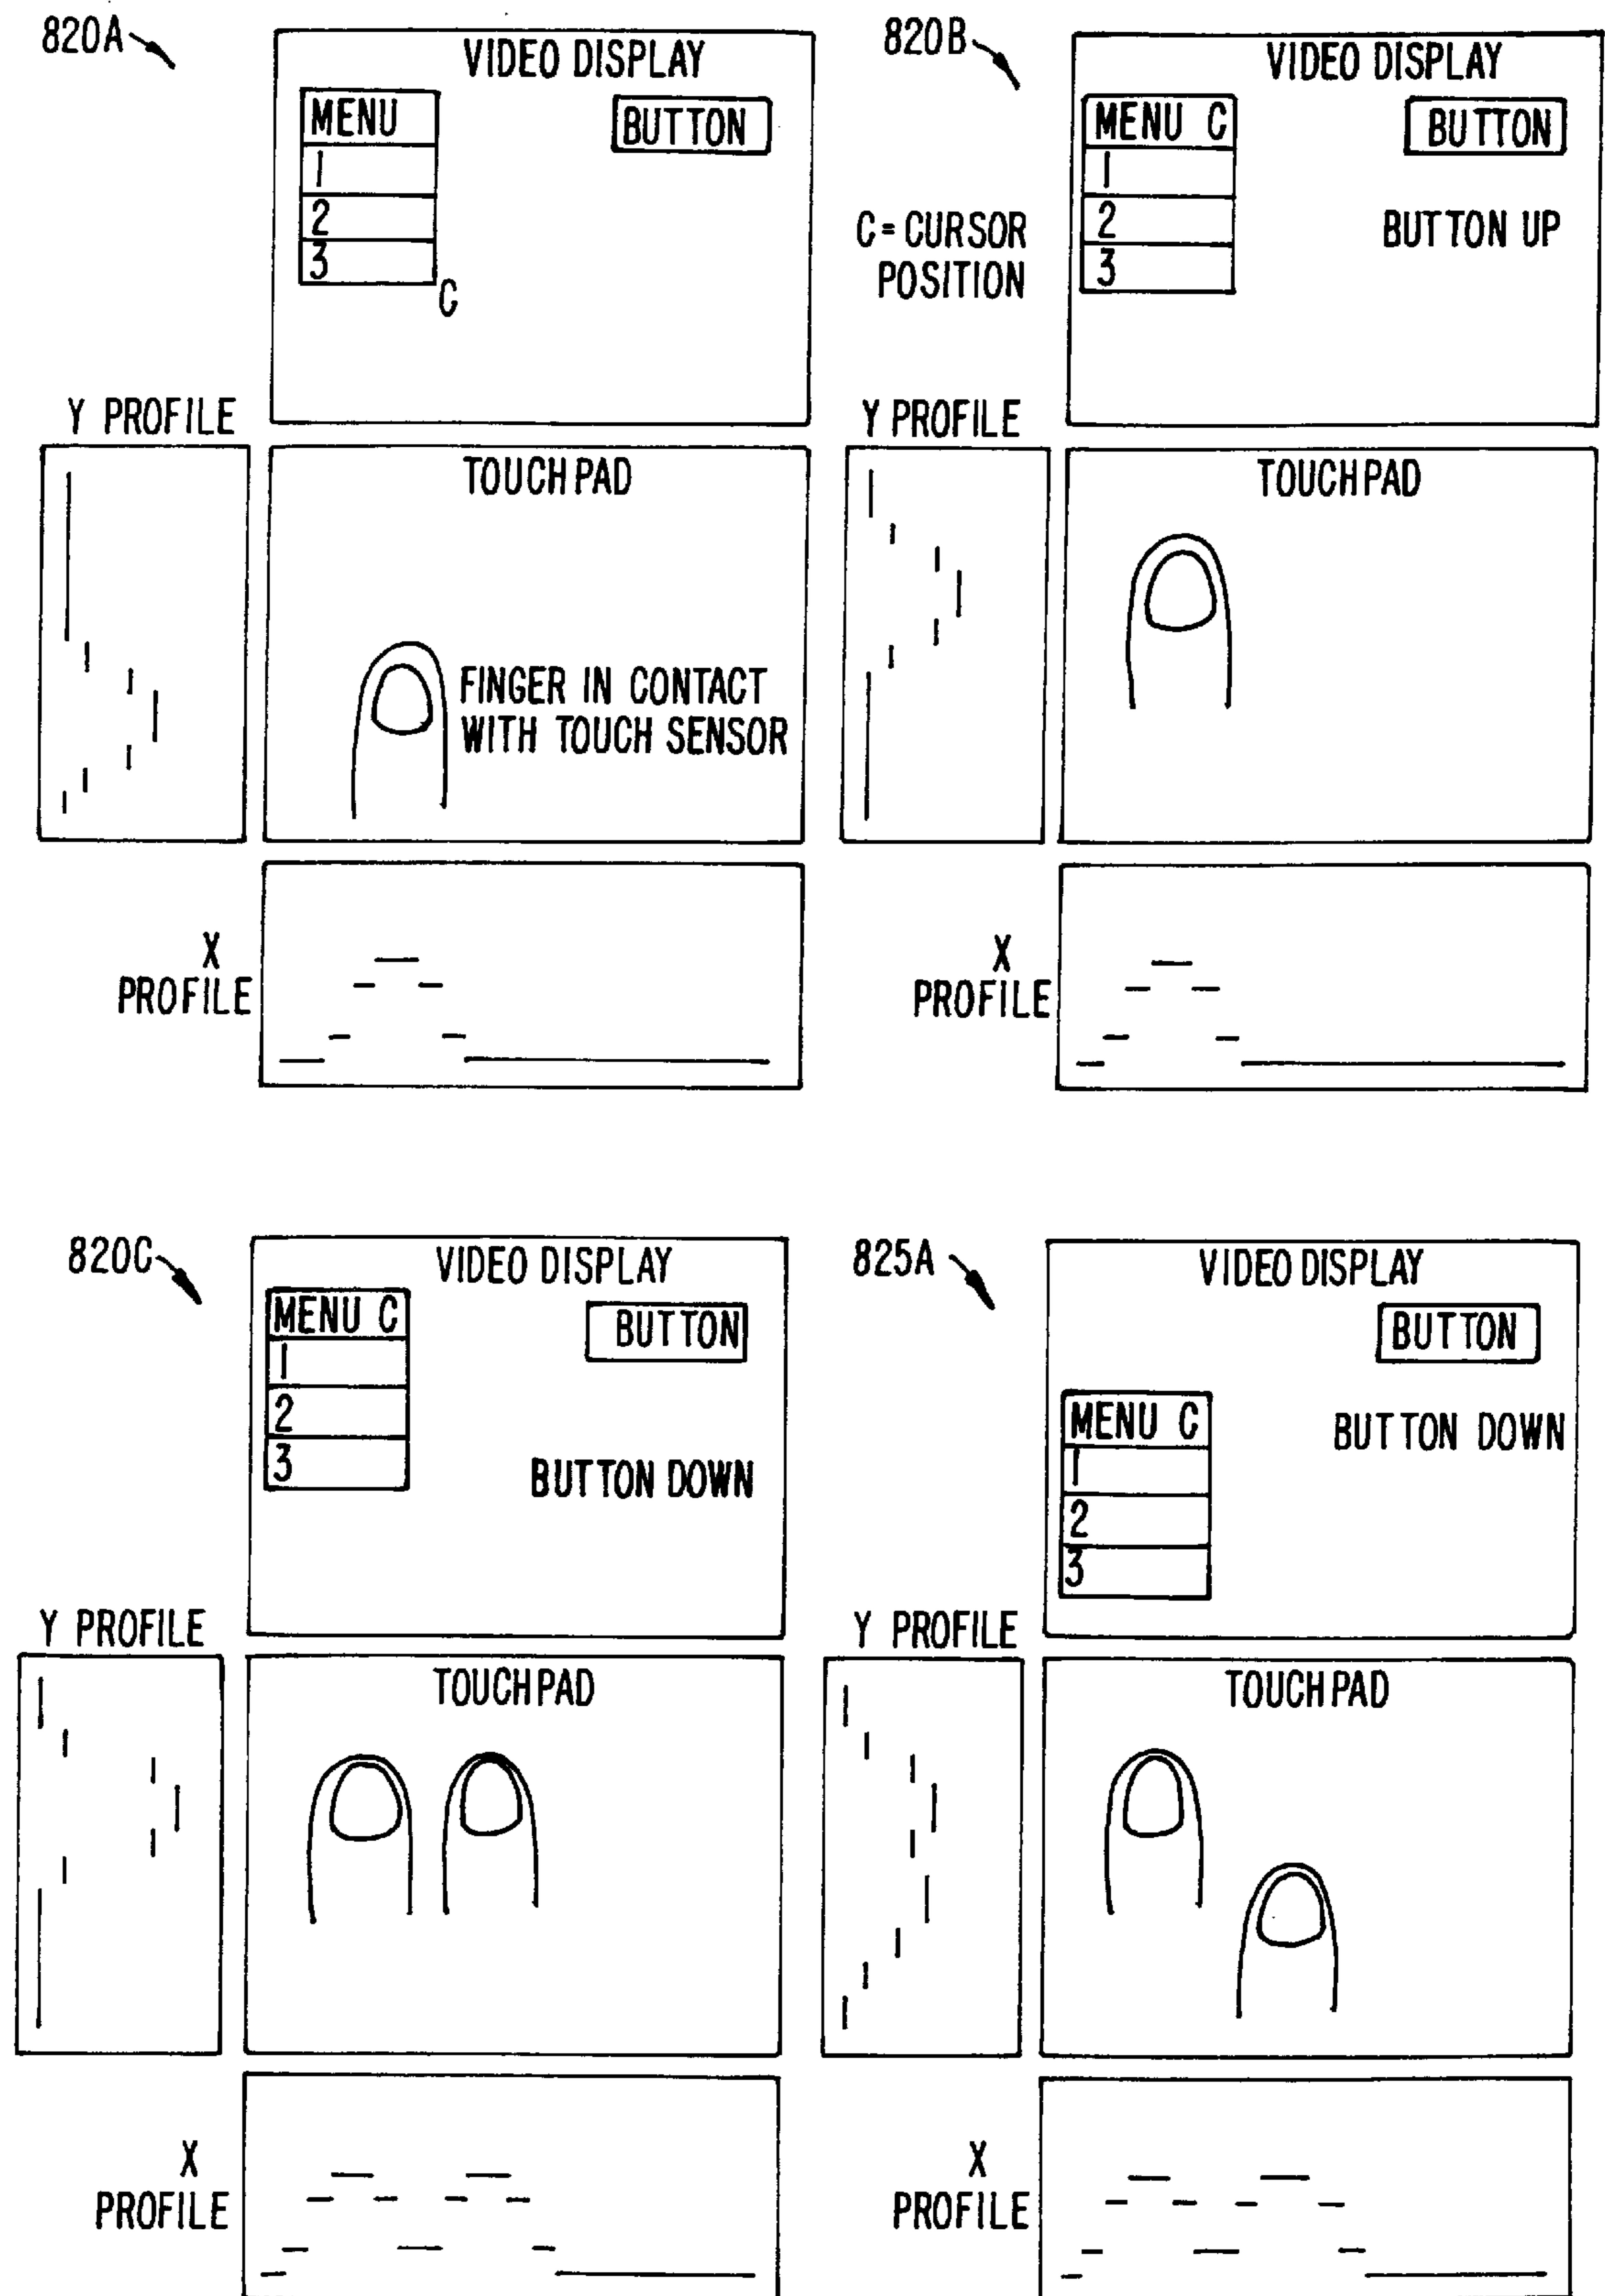 820A
VIDEO DISPLAY
MENU
BUTTON
1
2
3
C
Y PROFILE
TOUCHPAD
FINGER IN CONTACT
WITH TOUCH SENSOR
X
PROFILE
820B
VIDEO DISPLAY
MENU C
BUTTON
1
2
3
BUTTON UP
C=CURSOR
POSITION
Y PROFILE
TOUCHPAD
X
PROFILE
820C
VIDEO DISPLAY
MENU C
BUTTON
1
2
3
BUTTON DOWN
Y PROFILE
TOUCHPAD
X
PROFILE
825A
VIDEO DISPLAY
BUTTON
MENU C
BUTTON DOWN
1
2
3
Y PROFILE
TOUCHPAD
X
PROFILE